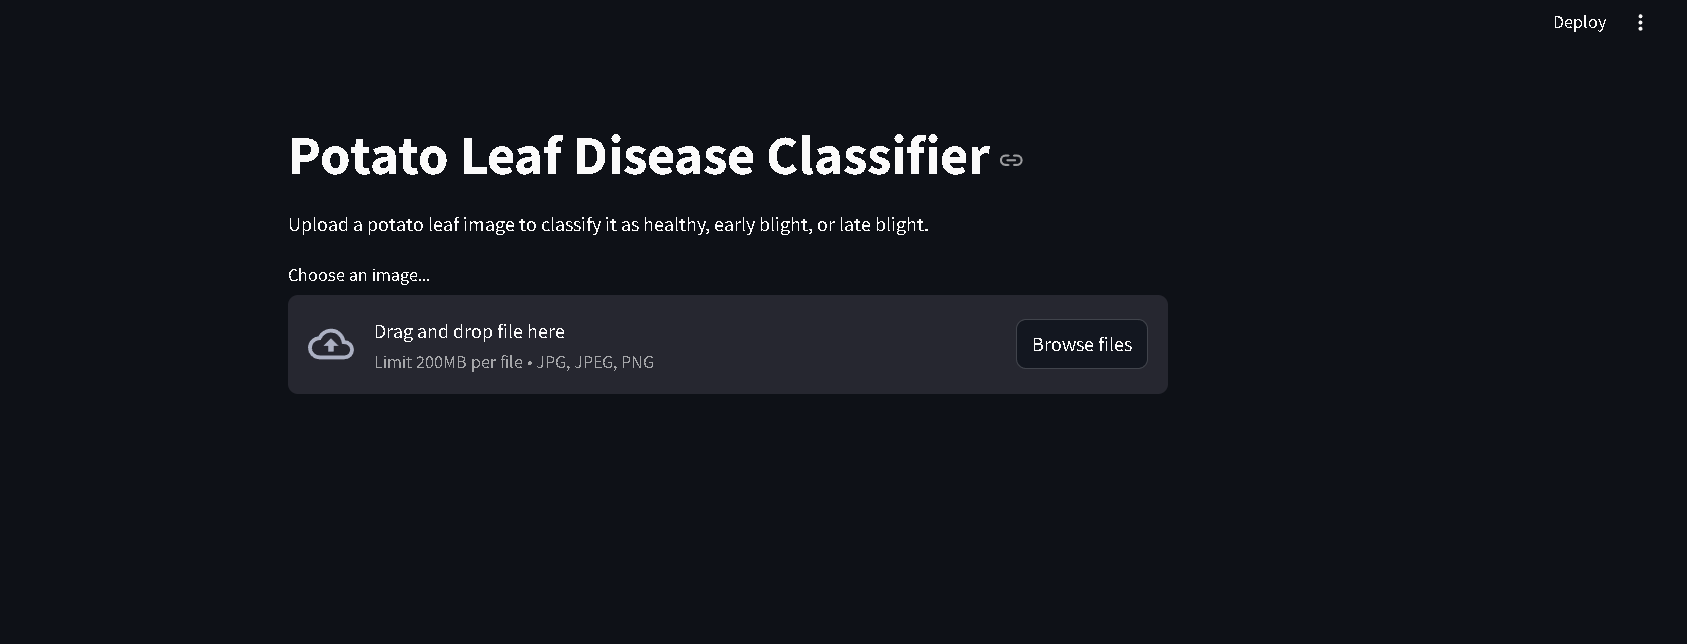 Deploy
Potato Leaf Disease Classifier
Upload a potato leaf image to classify it as healthy, early blight, or late blight.
Choose an image...
Drag and drop file here
Limit 200MB per file • JPG, JPEG, PNG
Browse files